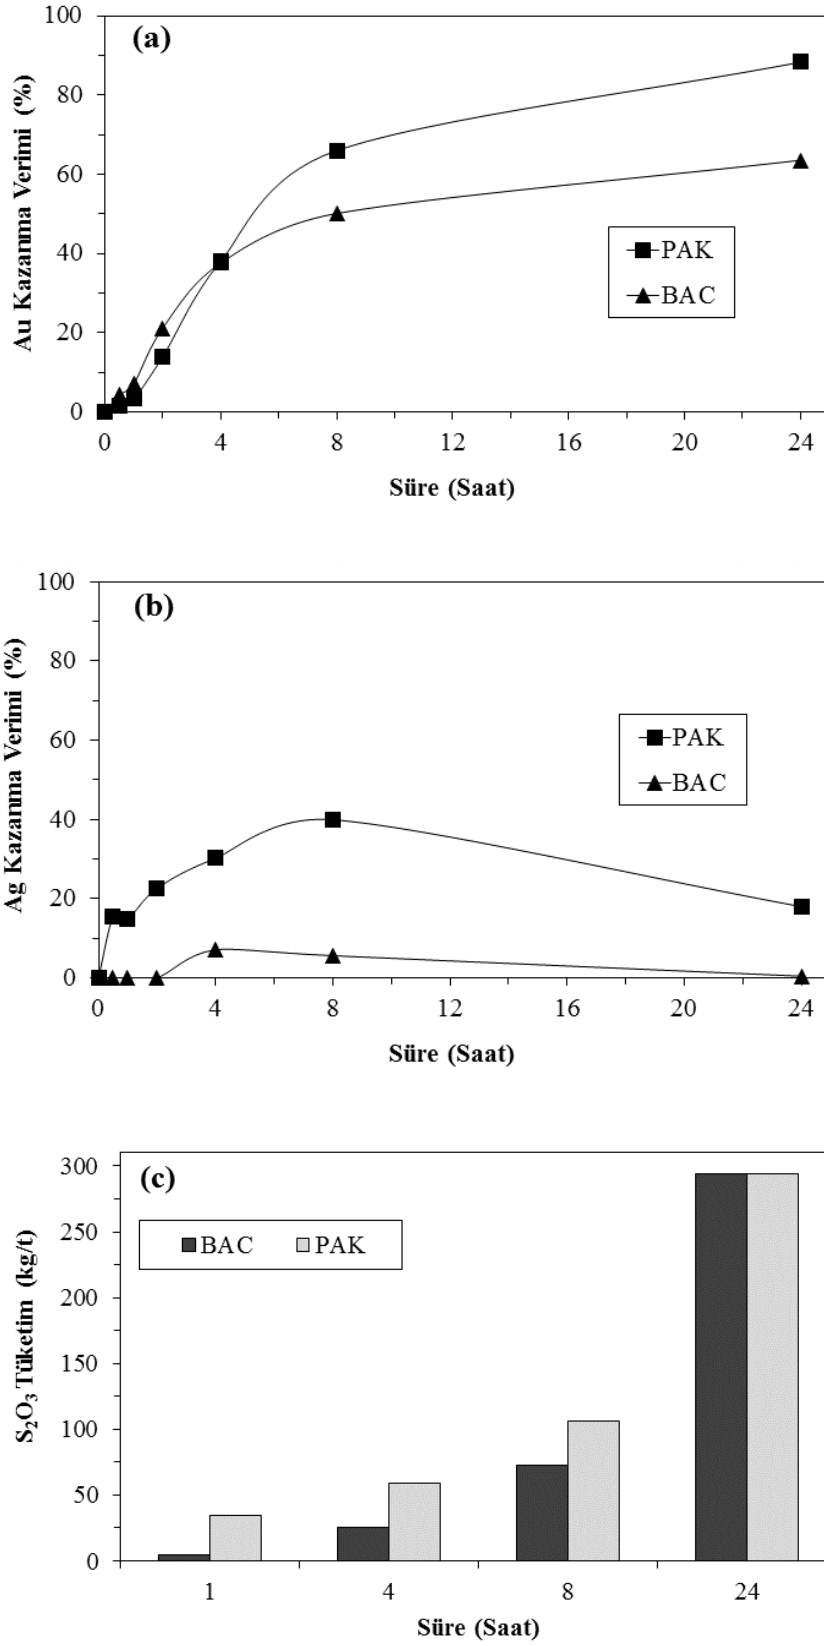 (a)
Au Kazanma Verimi (%)
100
80
60
40
20
0
PAK
BAC
0 4 8 12 16 20 24
Süre (Saat)
(b)
Ag Kazanma Verimi (%)
100
80
60
40
20
0
PAK
BAC
0 4 8 12 16 20 24
Süre (Saat)
(c)
S₂O₃ Tüketim (kg/t)
300
250
200
150
100
50
0
BAC PAK
1 4 8 24
Süre (Saat)